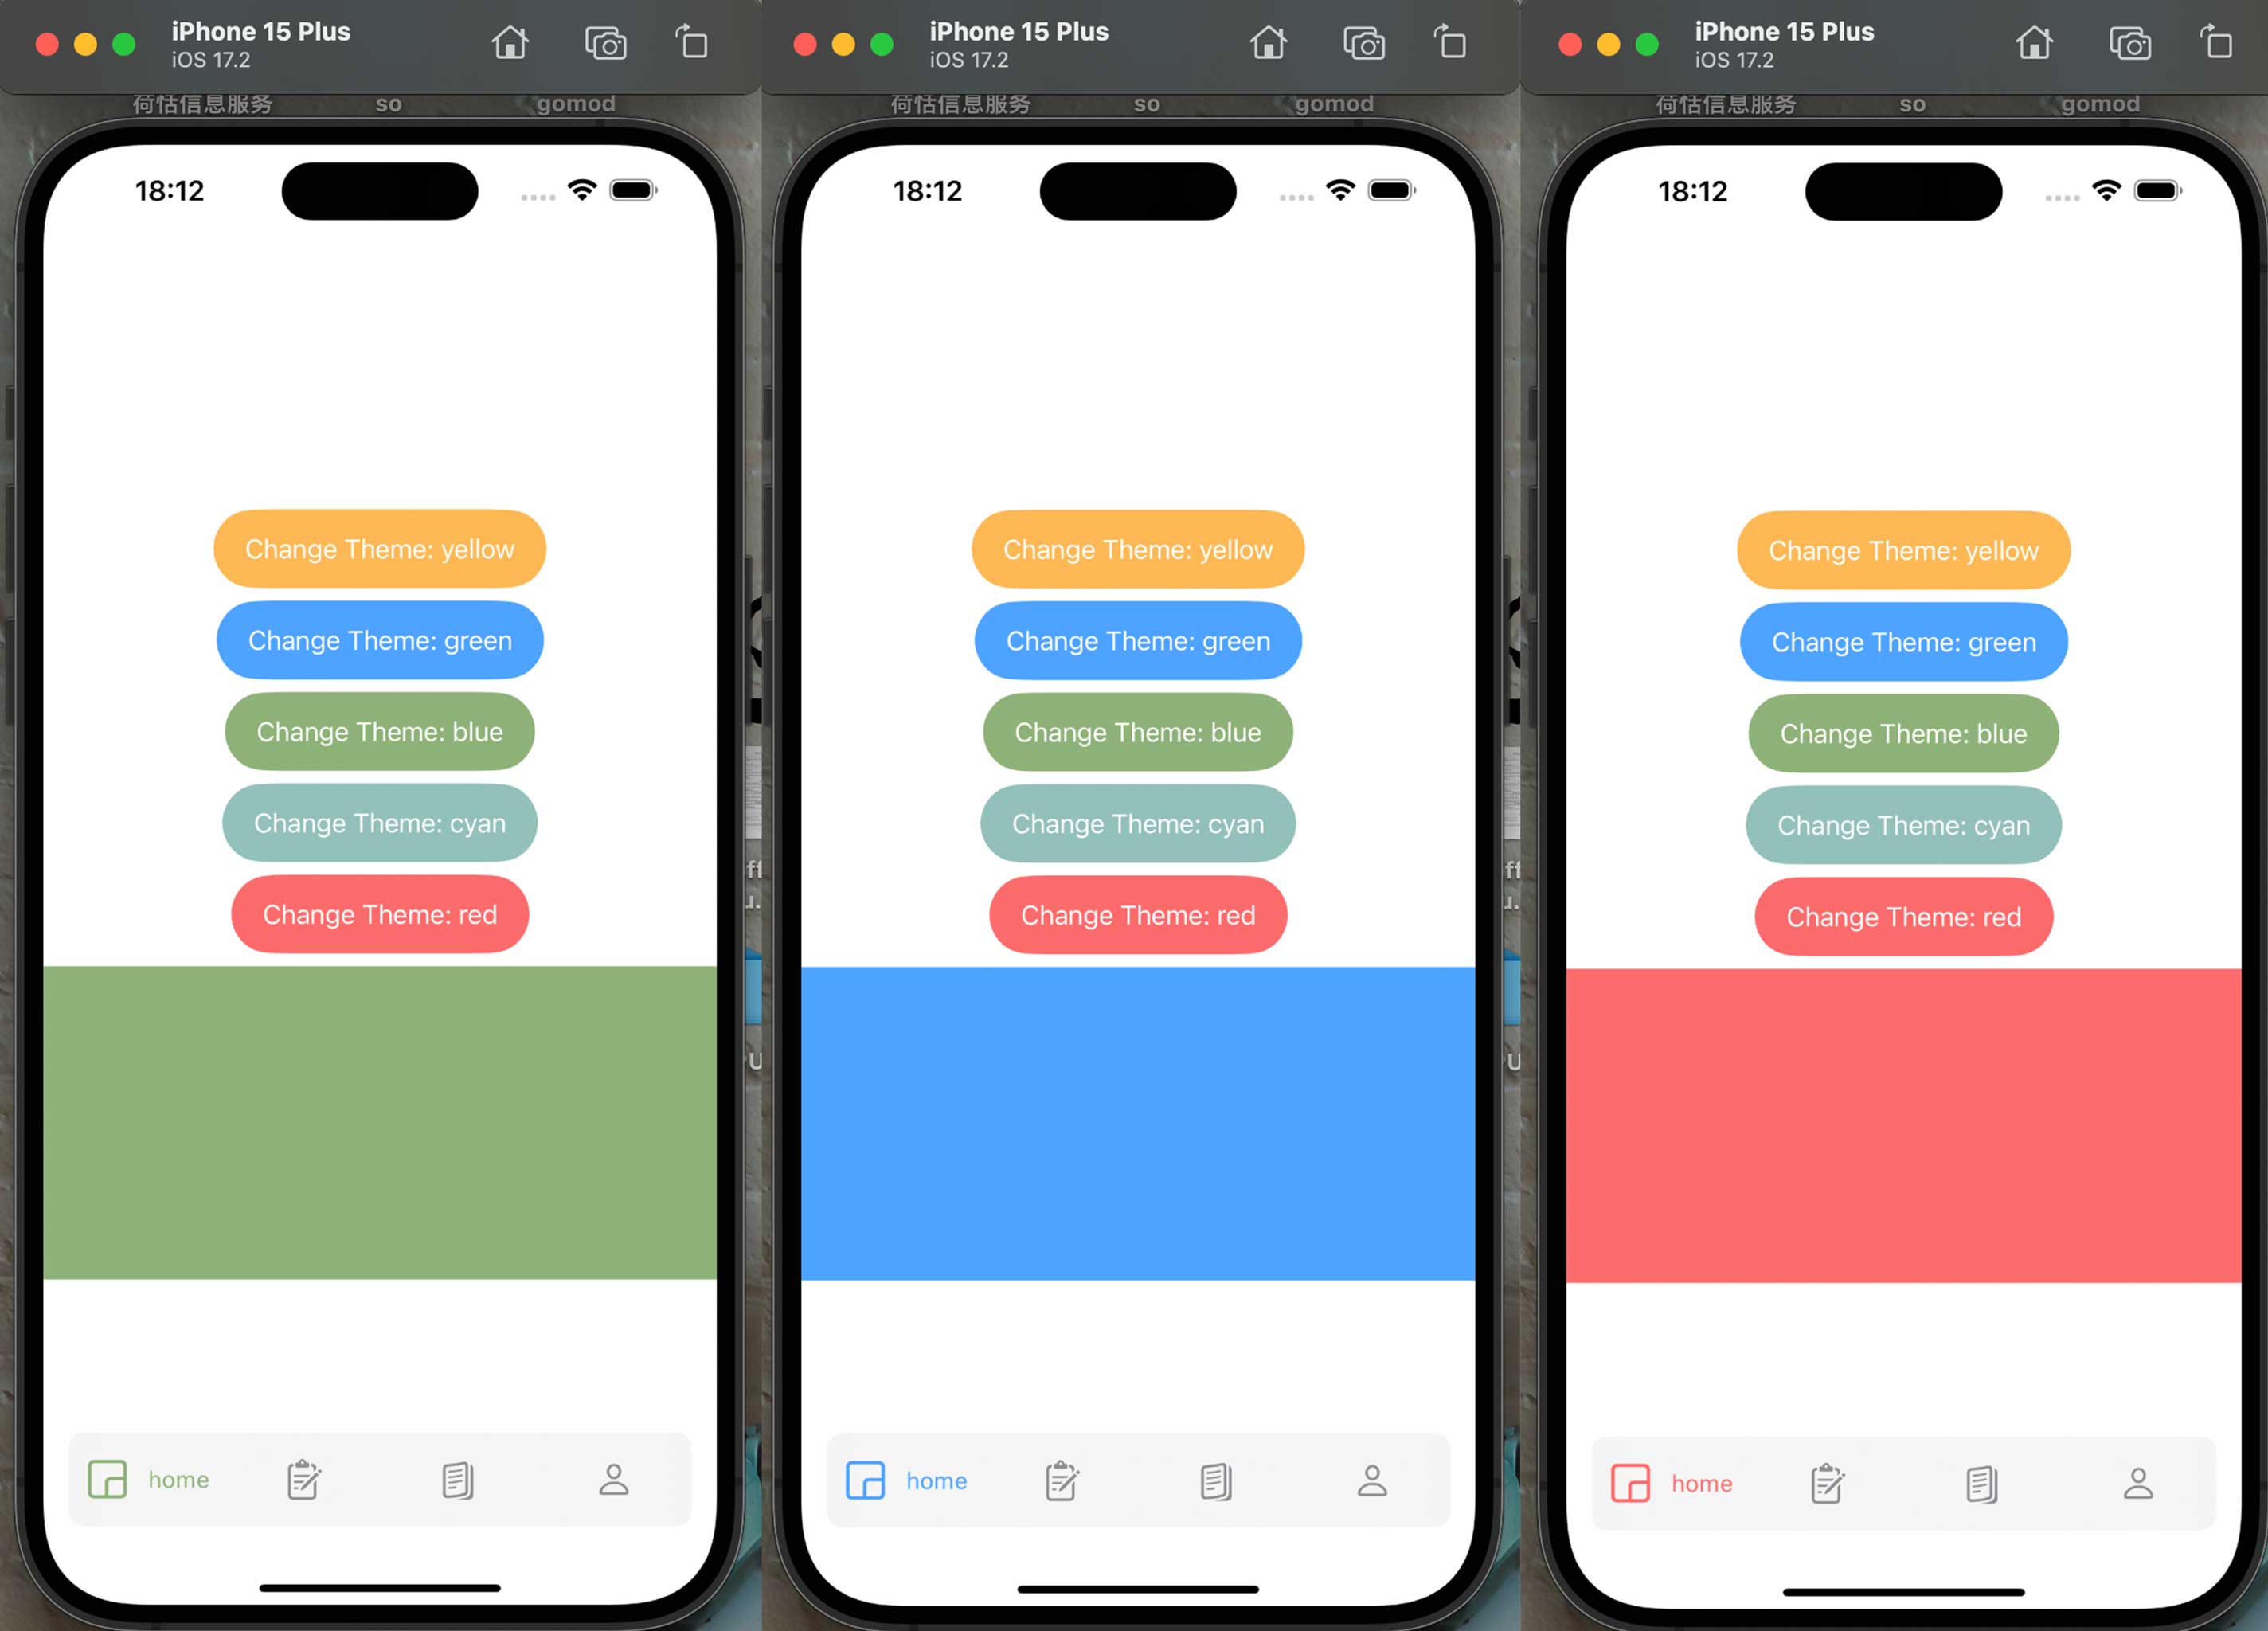 iPhone 15 Plus
iOS 17.2
荷恬信息服务 so gomod
18:12
Change Theme: yellow
Change Theme: green
Change Theme: blue
Change Theme: cyan
Change Theme: red
home
iPhone 15 Plus
iOS 17.2
荷恬信息服务 so gomod
18:12
Change Theme: yellow
Change Theme: green
Change Theme: blue
Change Theme: cyan
Change Theme: red
home
iPhone 15 Plus
iOS 17.2
荷恬信息服务 so gomod
18:12
Change Theme: yellow
Change Theme: green
Change Theme: blue
Change Theme: cyan
Change Theme: red
home